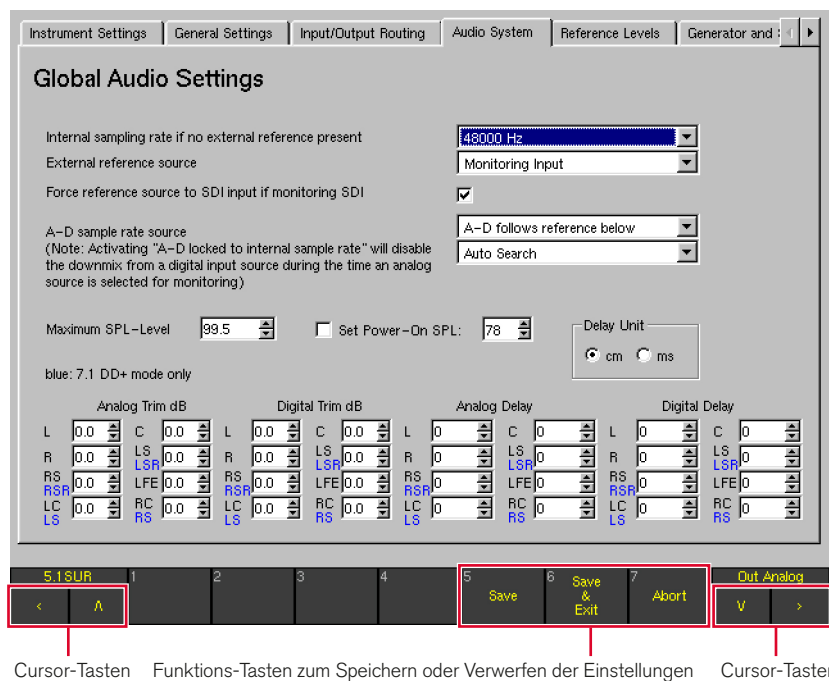 Instrument Settings General Settings Input/Output Routing Audio System Reference Levels Generator and
Global Audio Settings
Internal sampling rate if no external reference present 48000 Hz
External reference source Monitoring Input
Force reference source to SDI input if monitoring SDI
A-D sample rate source A-D follows reference below
(Note: Activating "A-D locked to internal sample rate" will disable Auto Search
the downmix from a digital input source during the time an analog
source is selected for monitoring)
Maximum SPL-Level 99.5 Set Power-On SPL: 78 Delay Unit
cm ms
blue: 7.1 DD+ mode only
Analog Trim dB Digital Trim dB Analog Delay Digital Delay
L 0.0 C 0.0 L 0.0 C 0.0 L 0 C 0 L 0 C 0
R 0.0 LS LSR 0.0 R 0.0 LS LSR 0.0 R 0 LS LSR 0 R 0 LS LSR 0
RS RSR 0.0 LFE 0.0 RS RSR 0.0 LFE 0.0 RS RSR 0 LFE 0 RS RSR 0 LFE 0
LC LS 0.0 RC RS 0.0 LC LS 0.0 RC RS 0.0 LC LS 0 RC RS 0 LC LS 0 RC RS 0
5.1SUR 1 2 3 4 5 6 7 Out Analog
< Λ Save Save & Exit Abort V >
Cursor-Tasten Funktions-Tasten zum Speichern oder Verwerfen der Einstellungen Cursor-Tasten